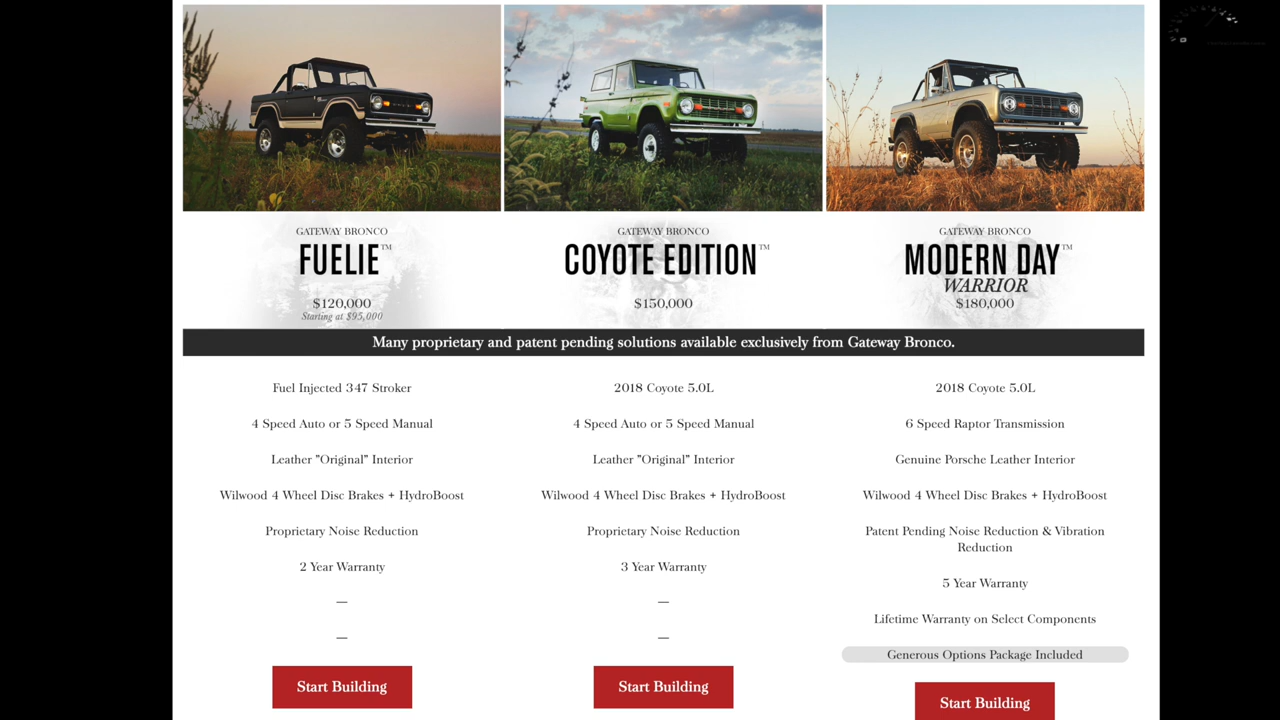 GATEWAY BRONCO
FUELIE™
$120,000
Starting at $95,000
GATEWAY BRONCO
COYOTE EDITION™
$150,000
GATEWAY BRONCO
MODERN DAY™
WARRIOR
$180,000
Many proprietary and patent pending solutions available exclusively from Gateway Bronco.
Fuel Injected 347 Stroker
4 Speed Auto or 5 Speed Manual
Leather "Original" Interior
Wilwood 4 Wheel Disc Brakes + HydroBoost
Proprietary Noise Reduction
2 Year Warranty
—
—
Start Building
2018 Coyote 5.0L
4 Speed Auto or 5 Speed Manual
Leather "Original" Interior
Wilwood 4 Wheel Disc Brakes + HydroBoost
Proprietary Noise Reduction
3 Year Warranty
—
—
Start Building
2018 Coyote 5.0L
6 Speed Raptor Transmission
Genuine Porsche Leather Interior
Wilwood 4 Wheel Disc Brakes + HydroBoost
Patent Pending Noise Reduction & Vibration
Reduction
5 Year Warranty
Lifetime Warranty on Select Components
Generous Options Package Included
Start Building